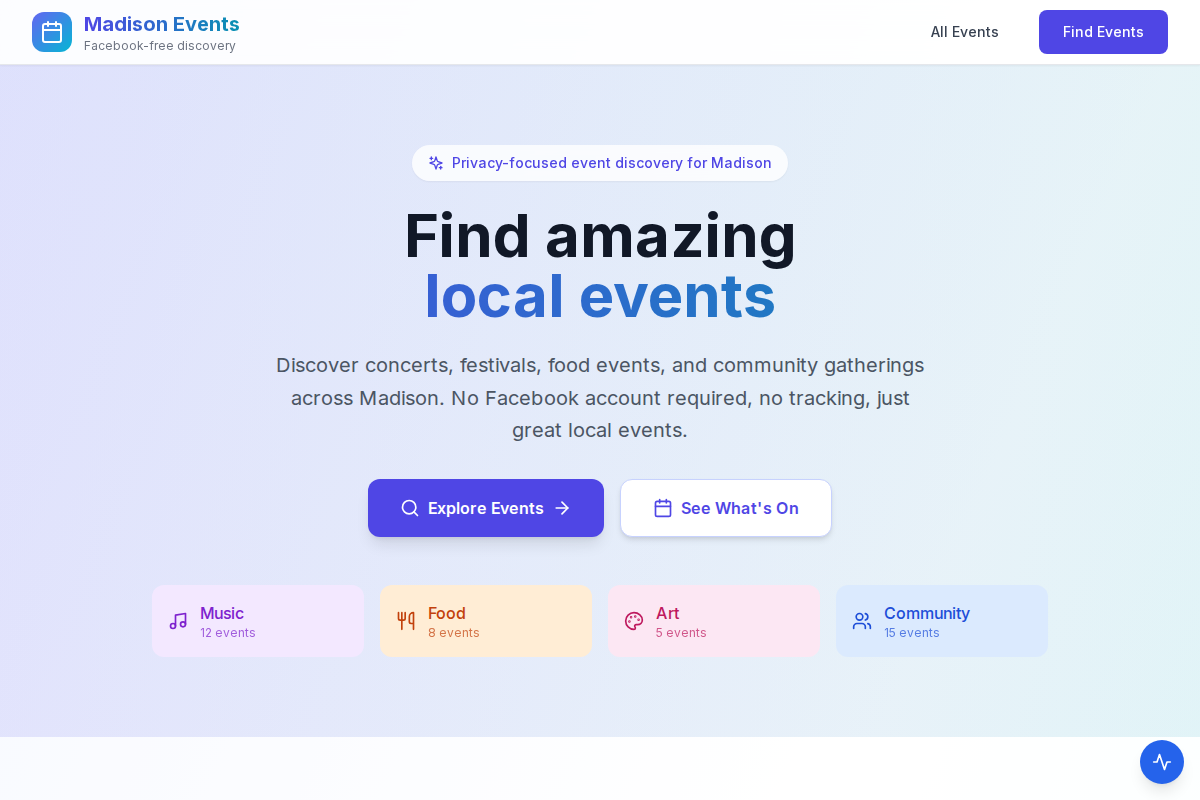 Madison Events
Facebook-free discovery
All Events
Find Events
Privacy-focused event discovery for Madison
Find amazing
local events
Discover concerts, festivals, food events, and community gatherings
across Madison. No Facebook account required, no tracking, just
great local events.
Explore Events
See What's On
Music
12 events
Food
8 events
Art
5 events
Community
15 events